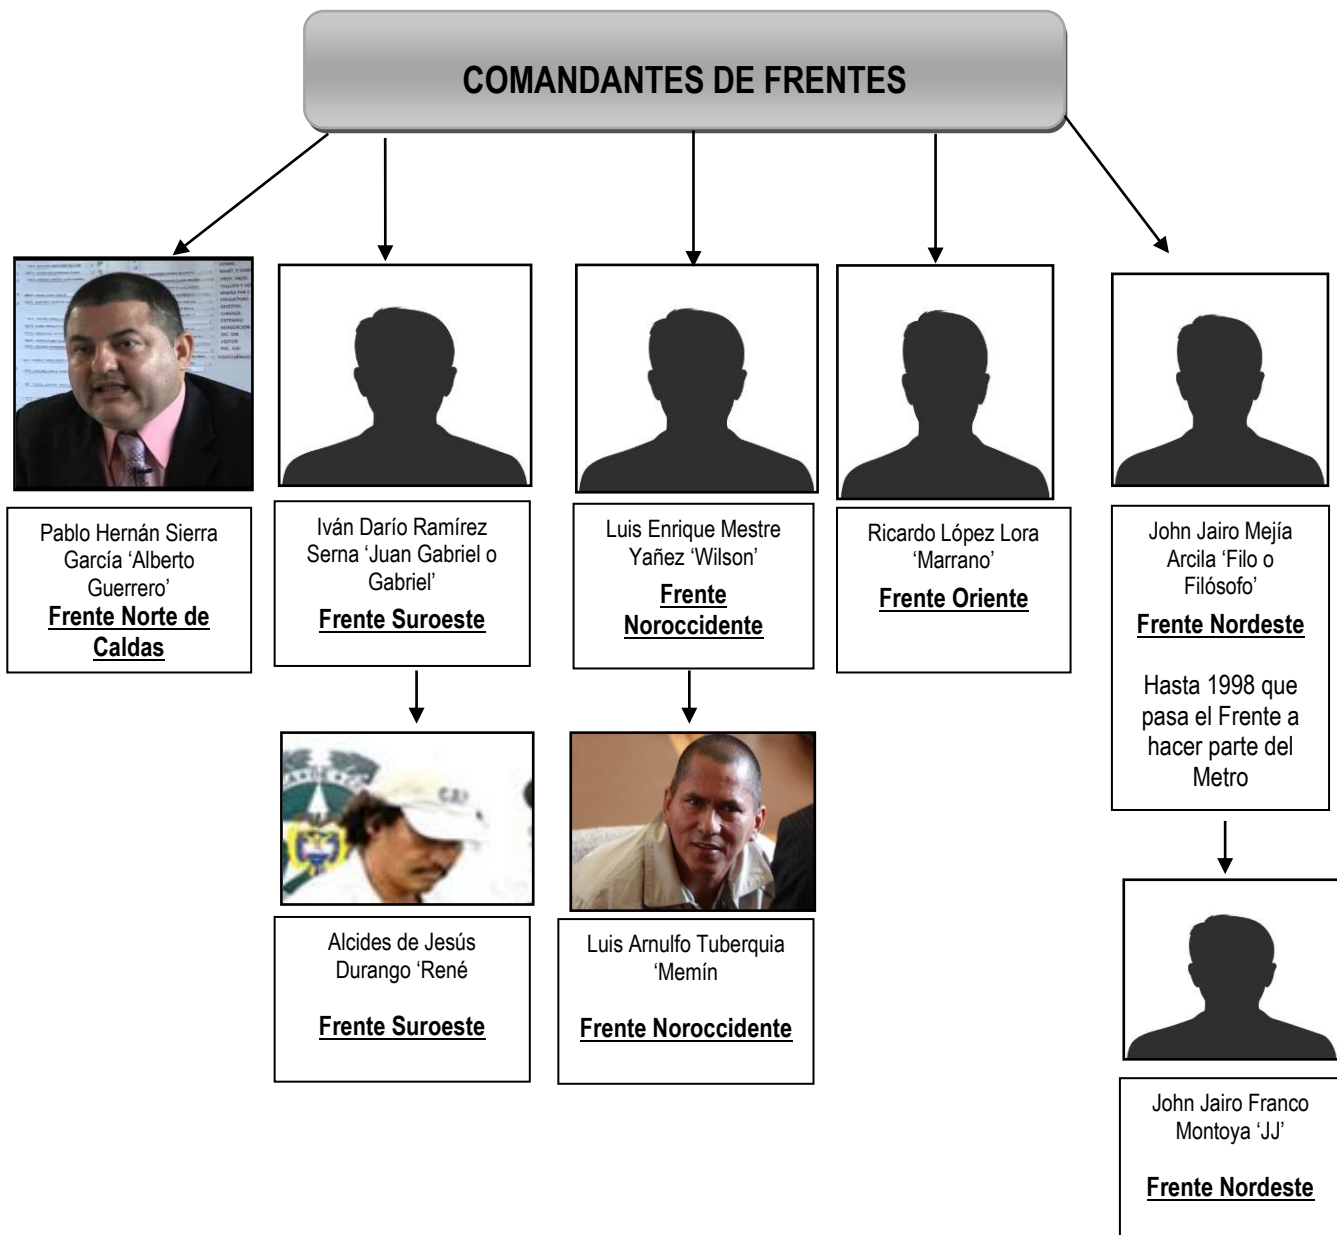 COMANDANTES DE FRENTES
Pablo Hernán Sierra
García ‘Alberto
Guerrero’
Frente Norte de
Caldas
Iván Darío Ramírez
Serna ‘Juan Gabriel o
Gabriel’
Frente Suroeste
Luis Enrique Mestre
Yañez ‘Wilson’
Frente
Noroccidente
Ricardo López Lora
‘Marrano’
Frente Oriente
John Jairo Mejía
Arcila ‘Filo o
Filósofo’
Frente Nordeste
Hasta 1998 que
pasa el Frente a
hacer parte del
Metro
Alcides de Jesús
Durango ‘René
Frente Suroeste
Luis Arnulfo Tuberquia
‘Memín
Frente Noroccidente
John Jairo Franco
Montoya ‘JJ’
Frente Nordeste